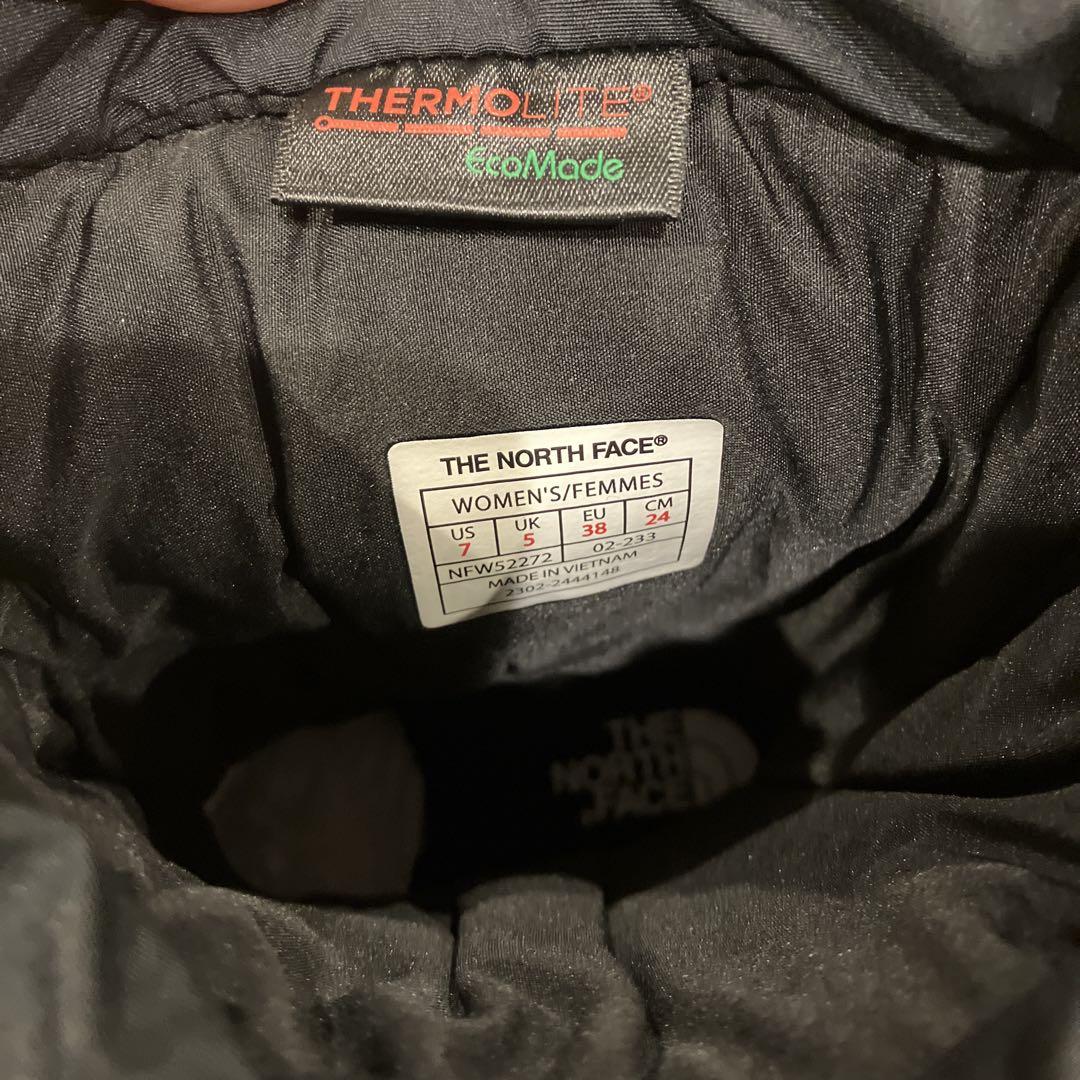 THERMOLITE®
EcoMade
THE NORTH FACE®
WOMEN'S/FEMMES
US UK EU CM
7 5 38 24
NFW52272 02-233
MADE IN VIETNAM
2302-2444148
THE
NORTH
FACE